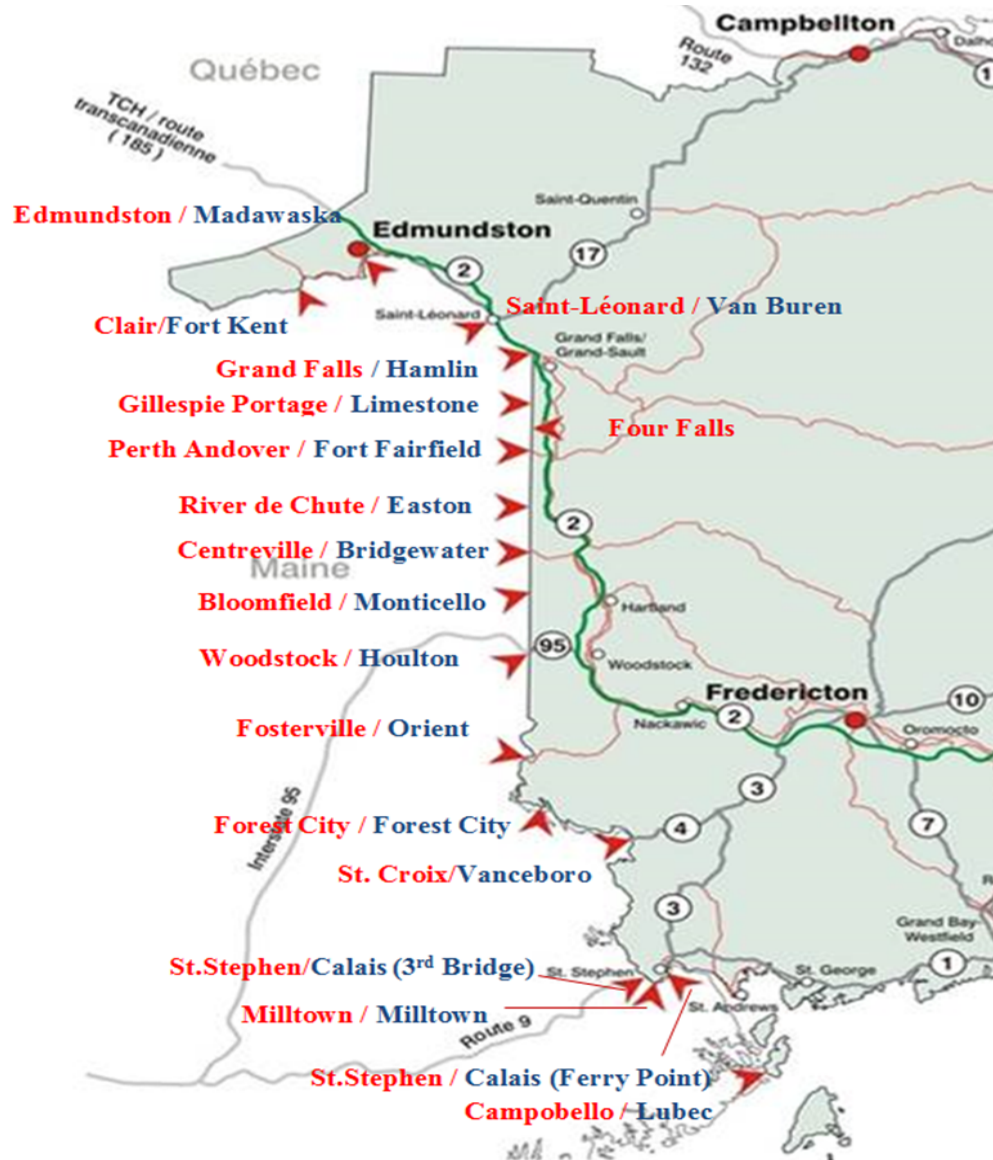 Campbellton
Dalho
Route
132
Québec
1
TCH / route
transcanadienne
( 185 )
Saint-Quentin
Edmundston / Madawaska
Edmundston
17
2
Saint-Léonard / Van Buren
Saint-Léonard
Clair/Fort Kent
Grand Falls/
Grand-Sault
Grand Falls / Hamlin
Gillespie Portage / Limestone
Four Falls
Perth Andover / Fort Fairfield
River de Chute / Easton
2
Centreville / Bridgewater
Maine
Bloomfield / Monticello
Hartland
95
Woodstock / Houlton
Woodstock
Fredericton
10
Nackawic
2
Fosterville / Orient
Oromocto
3
Interstate 95
Forest City / Forest City
4
7
St. Croix/Vanceboro
R
3
Grand Bay-
Westfield
1
St.Stephen/Calais (3rd Bridge)
St. Stephen
St. George
St. Andrews
Milltown / Milltown
Route 9
St.Stephen / Calais (Ferry Point)
Campobello / Lubec